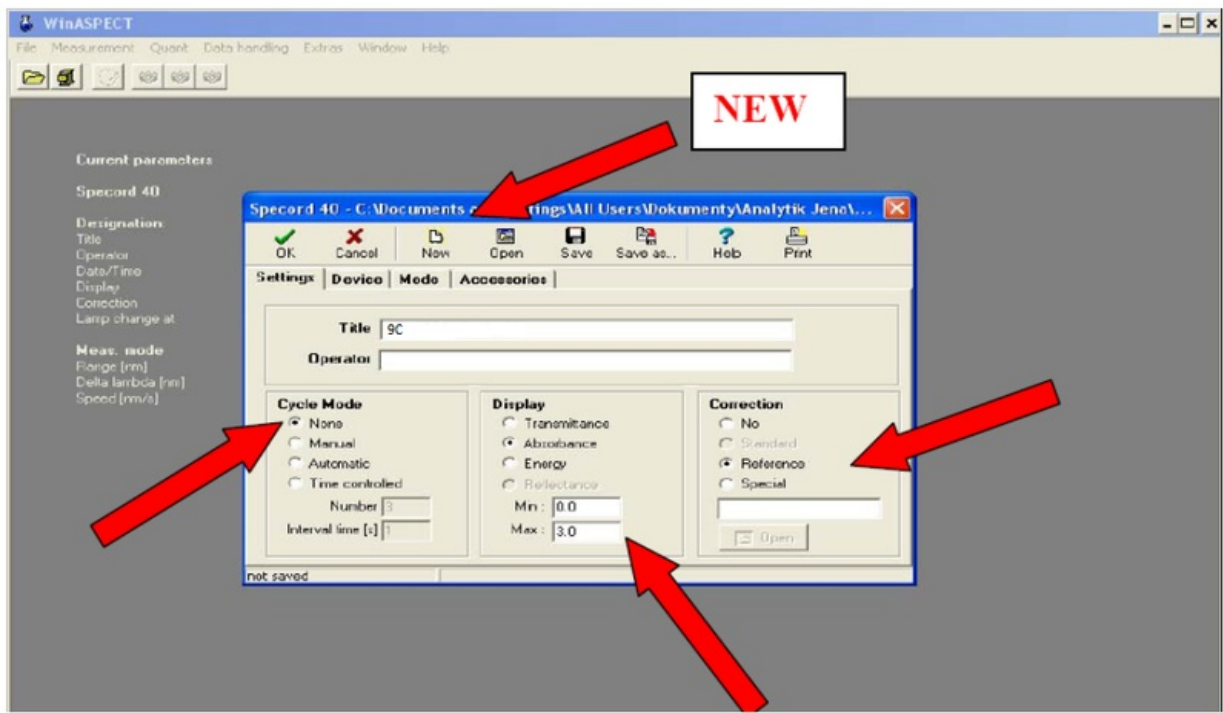 WinASPECT
File Measurement Quant Data handling Extras Window Help
NEW
Current parameters
Specord 40
Designation:
Title
Operator
Date/Time
Display
Correction
Lamp change at
Meas. mode
Range [nm]
Delta lambda [nm]
Speed [nm/s]
Specord 40 - C:\Documents a tings\All Users\Dokumenty\Analytik Jena\...
OK Cancel New Open Save Save as... Help Print
Settings Device Mode Accessories
Title 9C
Operator
Cycle Mode
None
Manual
Automatic
Time controlled
Number 3
Interval time [s] 1
Display
Transmittance
Absorbance
Energy
Reflectance
Min : 0.0
Max : 3.0
Correction
No
Standard
Reference
Special
Open
not saved